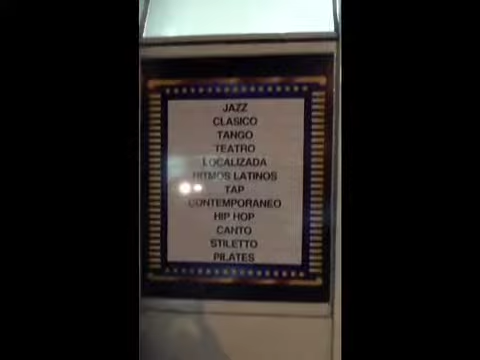 JAZZ
CLASICO
TANGO
TEATRO
LOCALIZADA
RITMOS LATINOS
TAP
CONTEMPORANEO
HIP HOP
CANTO
STILETTO
PILATES